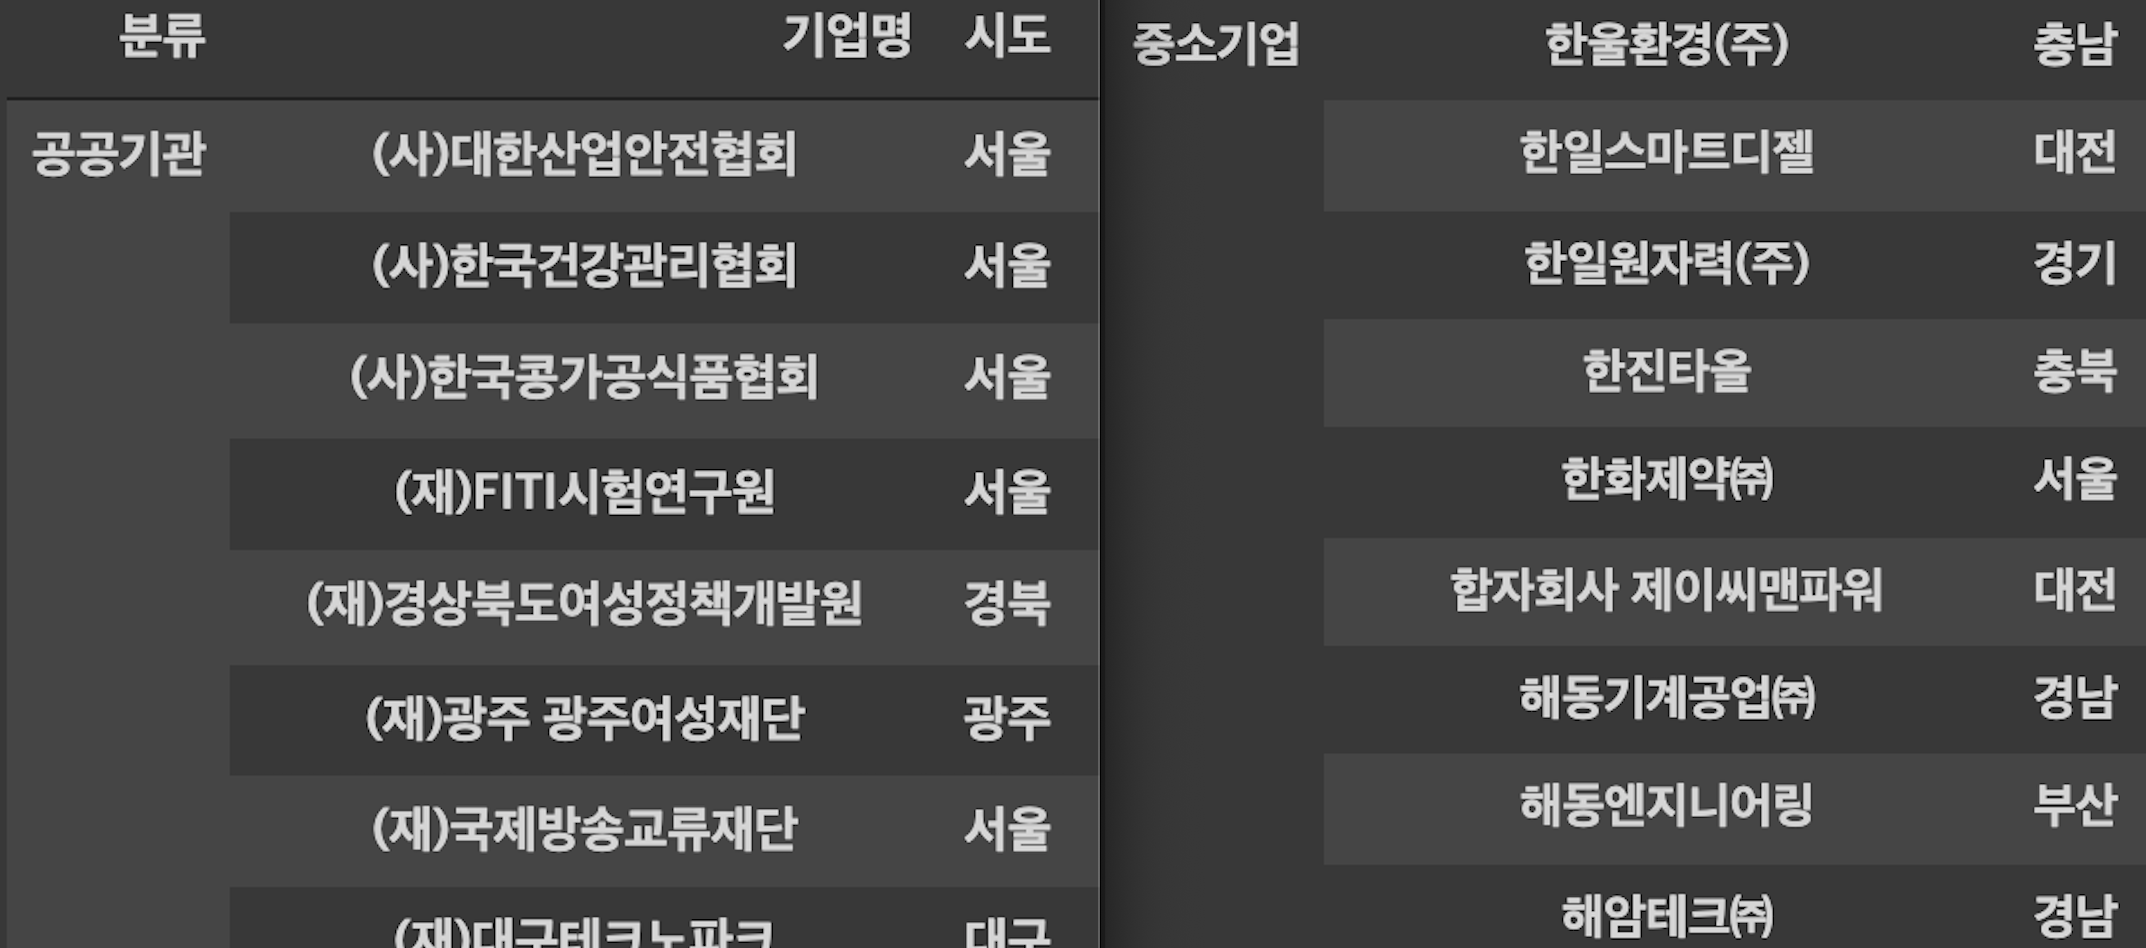 분류 기업명 시도
공공기관 (사)대한산업안전협회 서울
(사)한국건강관리협회 서울
(사)한국콩가공식품협회 서울
(재)FITI시험연구원 서울
(재)경상북도여성정책개발원 경북
(재)광주 광주여성재단 광주
(재)국제방송교류재단 서울
(재)대구테크노파크 대구
중소기업 한울환경(주) 충남
한일스마트디젤 대전
한일원자력(주) 경기
한진타올 충북
한화제약㈜ 서울
합자회사 제이씨맨파워 대전
해동기계공업㈜ 경남
해동엔지니어링 부산
해암테크㈜ 경남